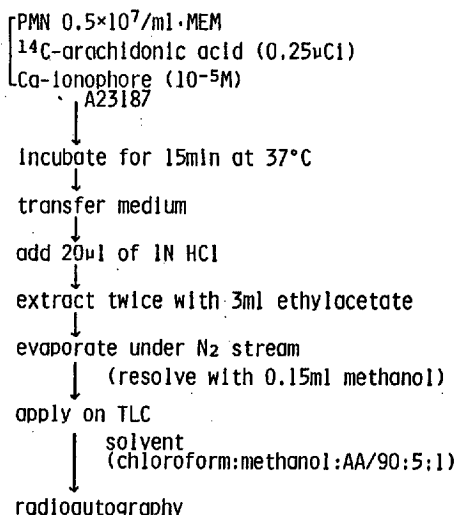 PMN 0.5×10⁷/ml·MEM
¹⁴C-arachidonic acid (0.25μCi)
Ca-ionophore (10⁻⁵M)
A23187
incubate for 15min at 37°C
transfer medium
add 20μl of 1N HCl
extract twice with 3ml ethylacetate
evaporate under N₂ stream
(resolve with 0.15ml methanol)
apply on TLC
solvent
(chloroform:methanol:AA/90:5:1)
radioautography